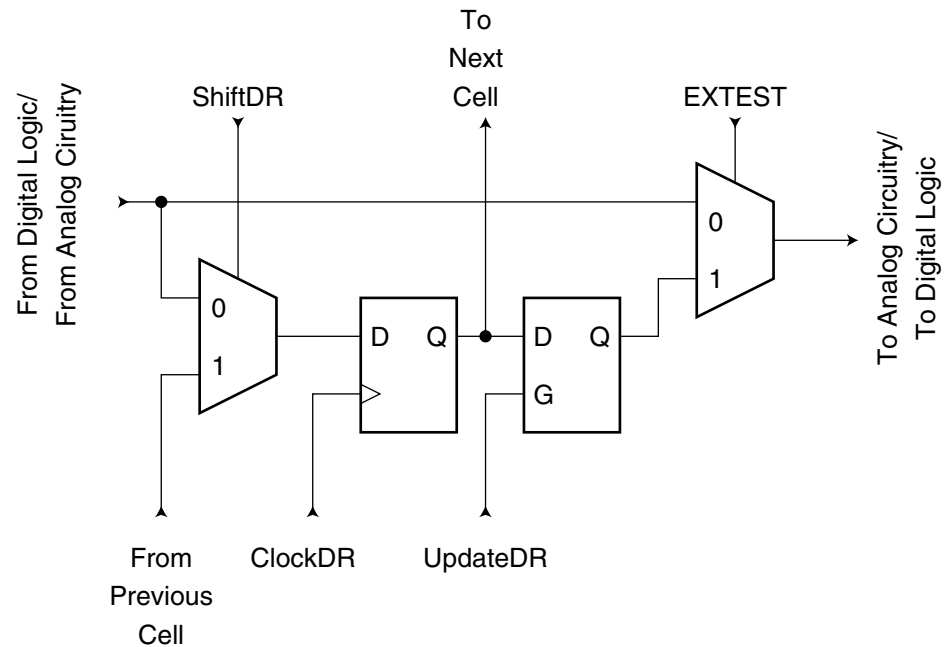 To
Next
Cell
ShiftDR
EXTEST
From Digital Logic/
From Analog Ciruitry
To Analog Circuitry/
To Digital Logic
0
1
0
1
D
Q
D
Q
G
From
Previous
Cell
ClockDR
UpdateDR